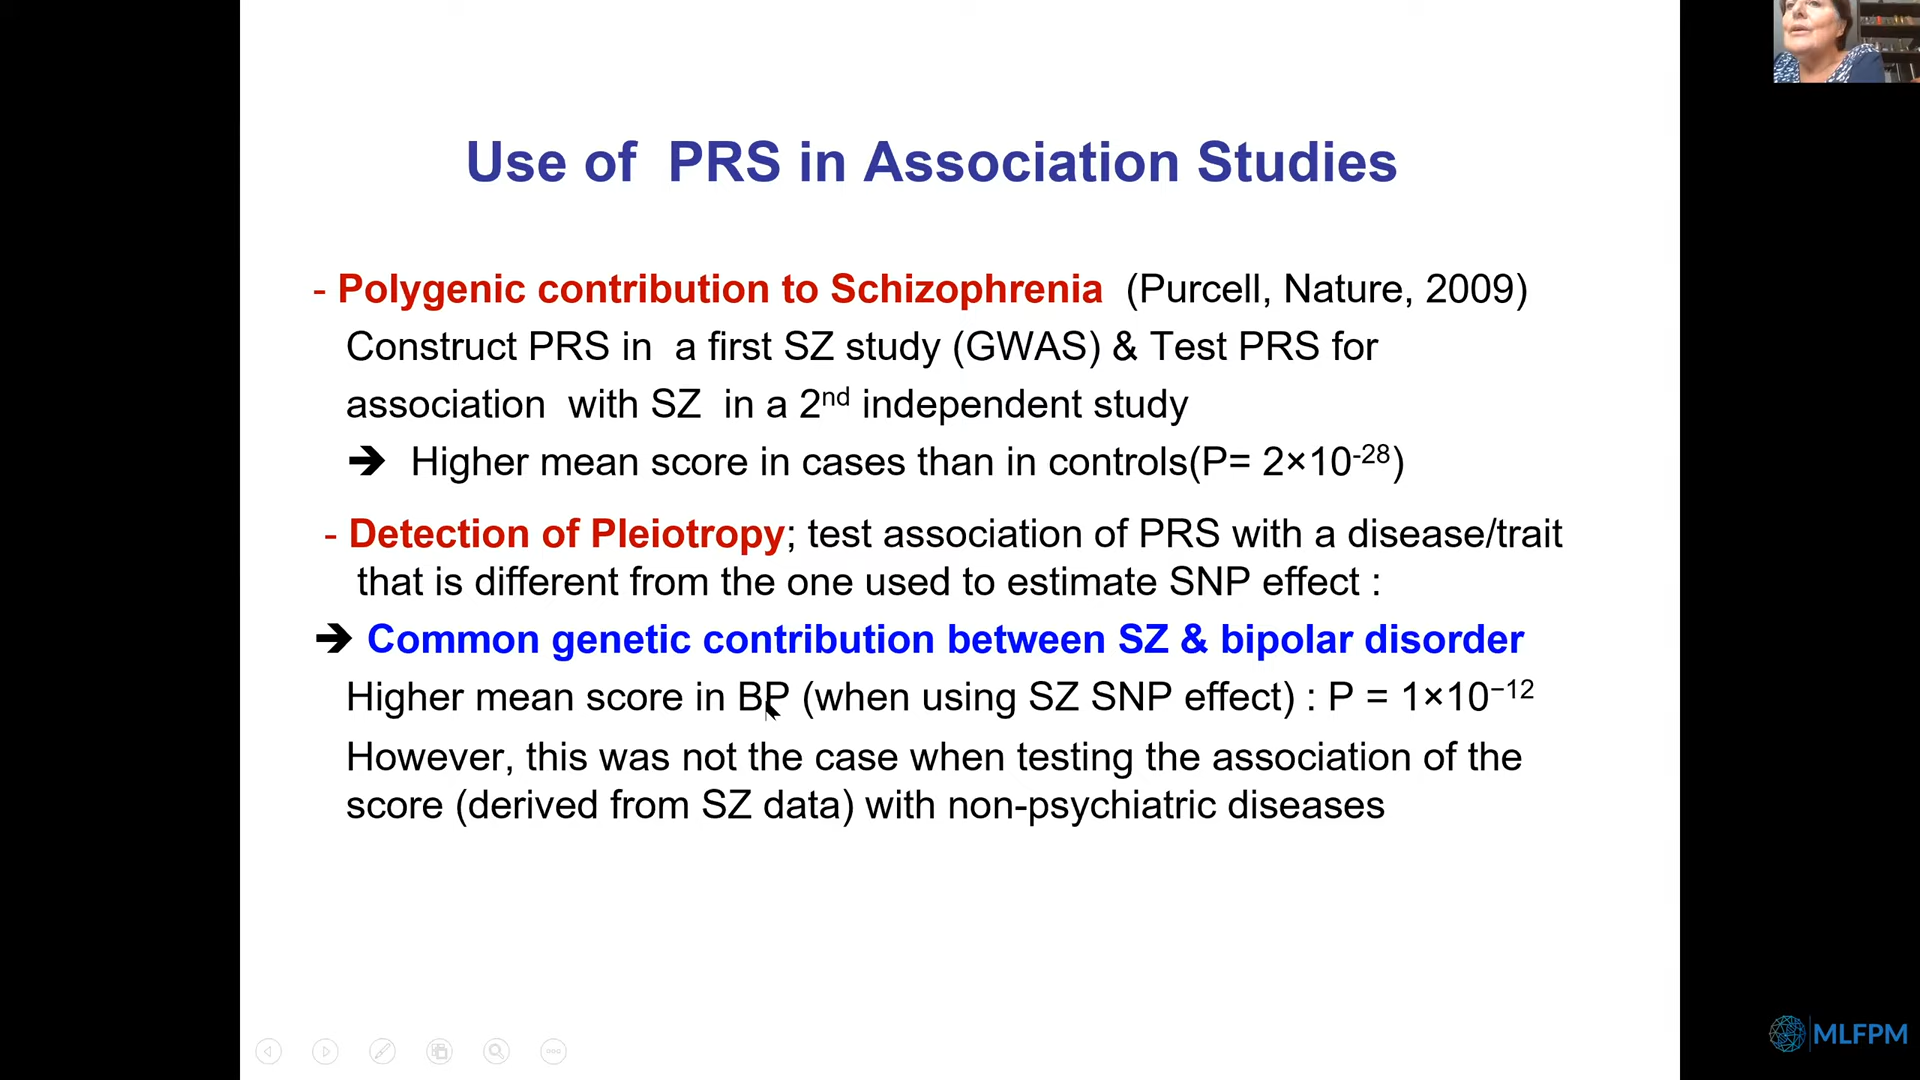 Use of  PRS in Association Studies
- Polygenic contribution to Schizophrenia  (Purcell, Nature, 2009)
Construct PRS in  a first SZ study (GWAS) & Test PRS for
association  with SZ  in a 2nd independent study
➔ Higher mean score in cases than in controls(P= 2×10-28)
- Detection of Pleiotropy; test association of PRS with a disease/trait
that is different from the one used to estimate SNP effect :
➔ Common genetic contribution between SZ & bipolar disorder
Higher mean score in BP (when using SZ SNP effect) : P = 1×10−12
However, this was not the case when testing the association of the
score (derived from SZ data) with non-psychiatric diseases
MLFPM